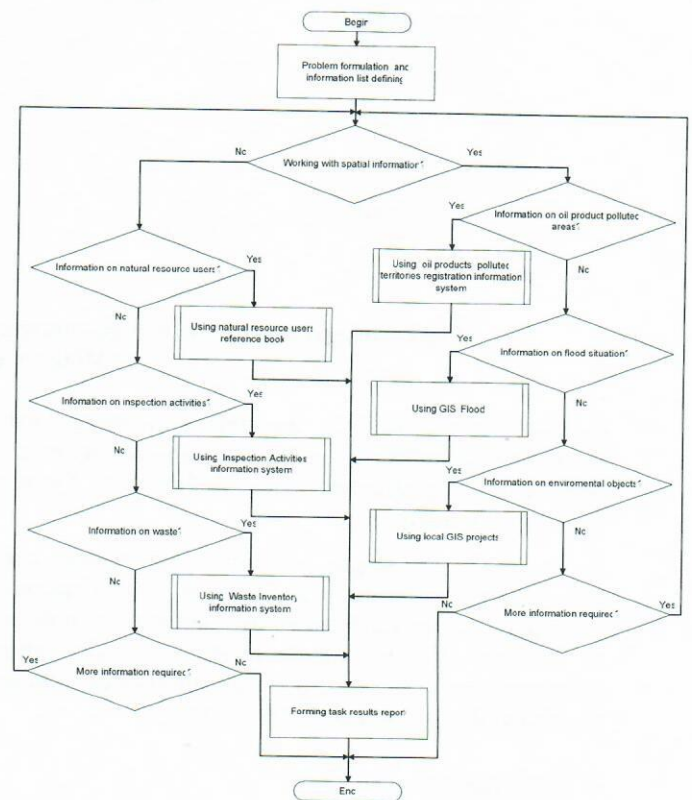 Begin
Problem formulation and
information list defining
Nc
Yes
Working with spatial information?
Yes
Information on oil product polluted
areas?
Information on natural resource users?
Yes
Using oil products polluted
territories registration information
system
Nc
Nc
Using natural resource users
reference book
Yes
Information on flood situation?
Information on inspection activities?
Yes
Using GIS Flood
Nc
Nc
Using Inspection Activities
information system
Yes
Information on enviromental objects?
Information on waste?
Yes
Using local GIS projects
Nc
Nc
Using Waste Inventory
information system
Nc
More information required?
Yes
Yes
More information required?
Nc
Forming task results report
Enc